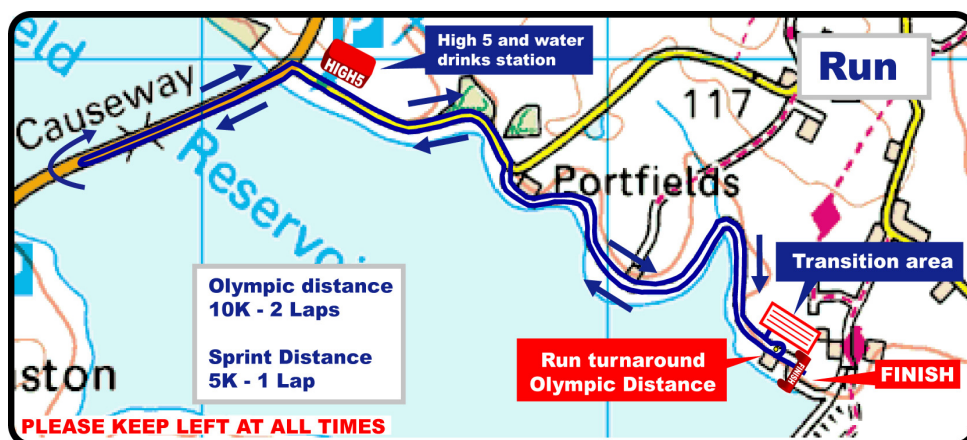 High 5 and water
drinks station
Run
HIGH5
Causeway
117
Reservoi
Portfields
Transition area
Olympic distance
10K - 2 Laps
Sprint Distance
5K - 1 Lap
Run turnaround
Olympic Distance
FINISH
FINISH
ston
PLEASE KEEP LEFT AT ALL TIMES
eld
P
P